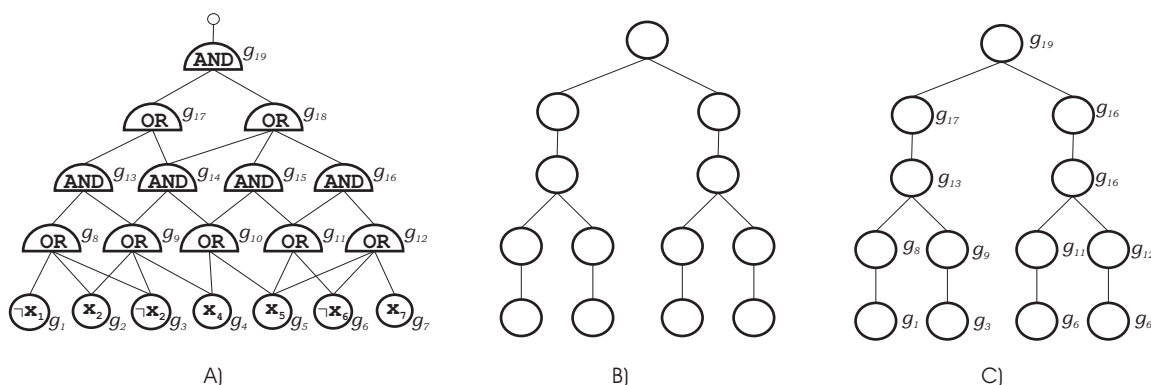 AND g₁₉
OR g₁₇ OR g₁₈
AND g₁₃ AND g₁₄ AND g₁₅ AND g₁₆
OR g₈ OR g₉ OR g₁₀ OR g₁₁ OR g₁₂
¬x₁ g₁ x₂ g₂ ¬x₂ g₃ x₄ g₄ x₅ g₅ ¬x₆ g₆ x₇ g₇
A)
B)
g₁₉
g₁₇ g₁₆
g₁₃ g₁₆
g₈ g₉ g₁₁ g₁₂
g₁ g₃ g₆ g₆
C)